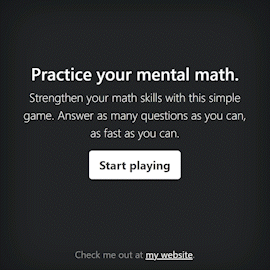 Practice your mental math.
Strengthen your math skills with this simple
game. Answer as many questions as you can,
as fast as you can.
Start playing
Check me out at my website.